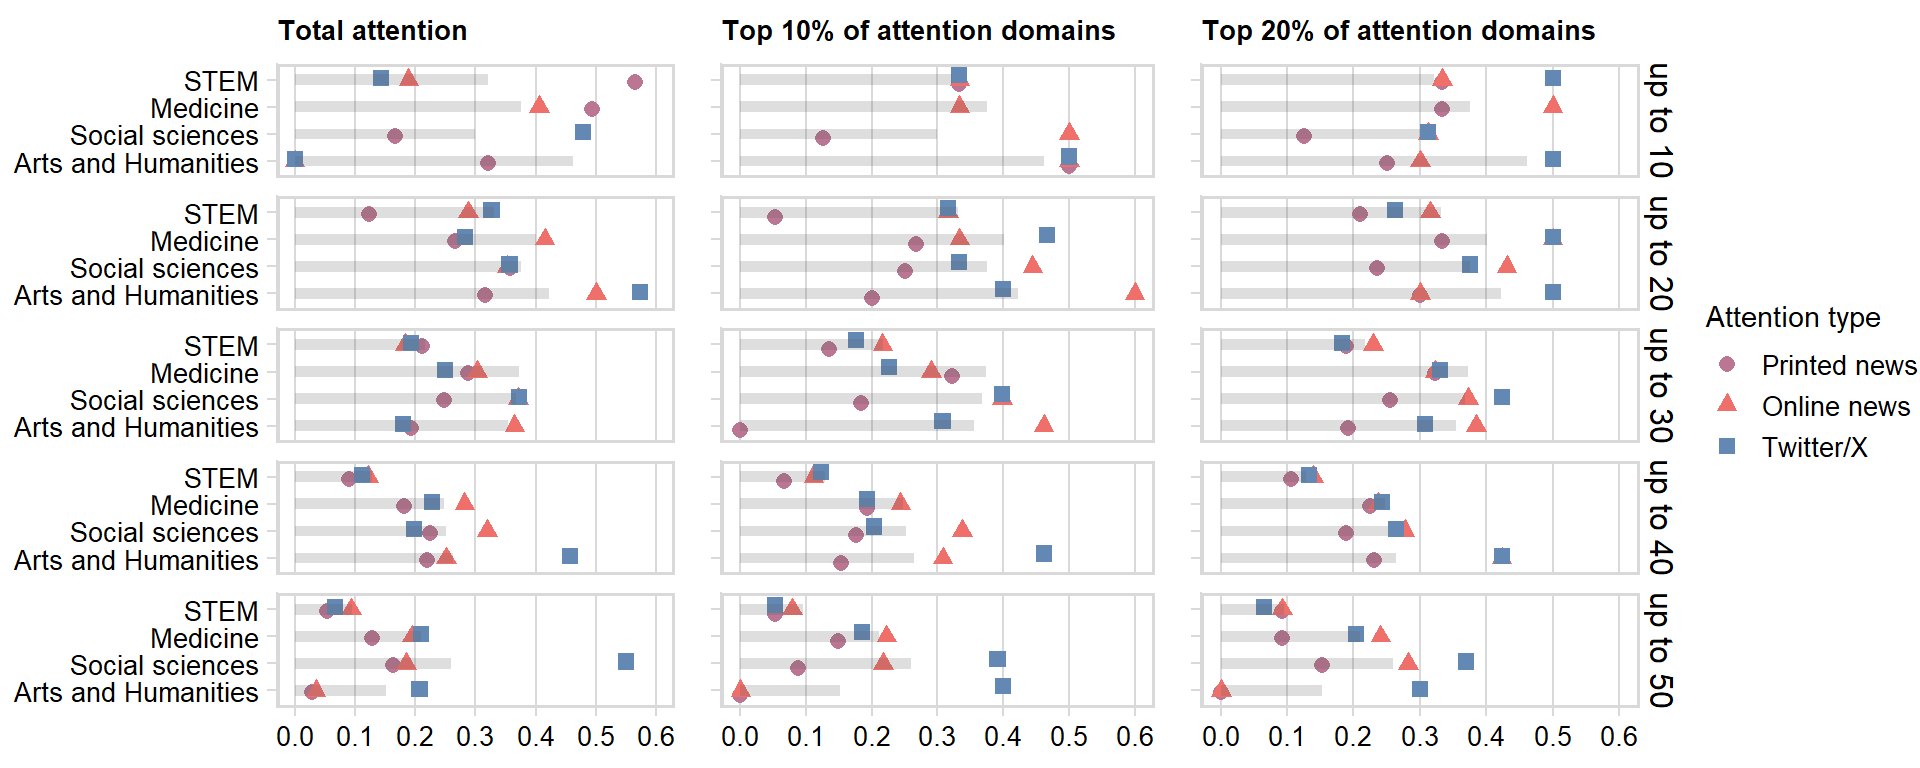 Total attention
Top 10% of attention domains
Top 20% of attention domains
STEM
Medicine
Social sciences
Arts and Humanities
up to 10
STEM
Medicine
Social sciences
Arts and Humanities
up to 20
STEM
Medicine
Social sciences
Arts and Humanities
up to 30
STEM
Medicine
Social sciences
Arts and Humanities
up to 40
STEM
Medicine
Social sciences
Arts and Humanities
up to 50
0.0 0.1 0.2 0.3 0.4 0.5 0.6
0.0 0.1 0.2 0.3 0.4 0.5 0.6
0.0 0.1 0.2 0.3 0.4 0.5 0.6
Attention type
Printed news
Online news
Twitter/X